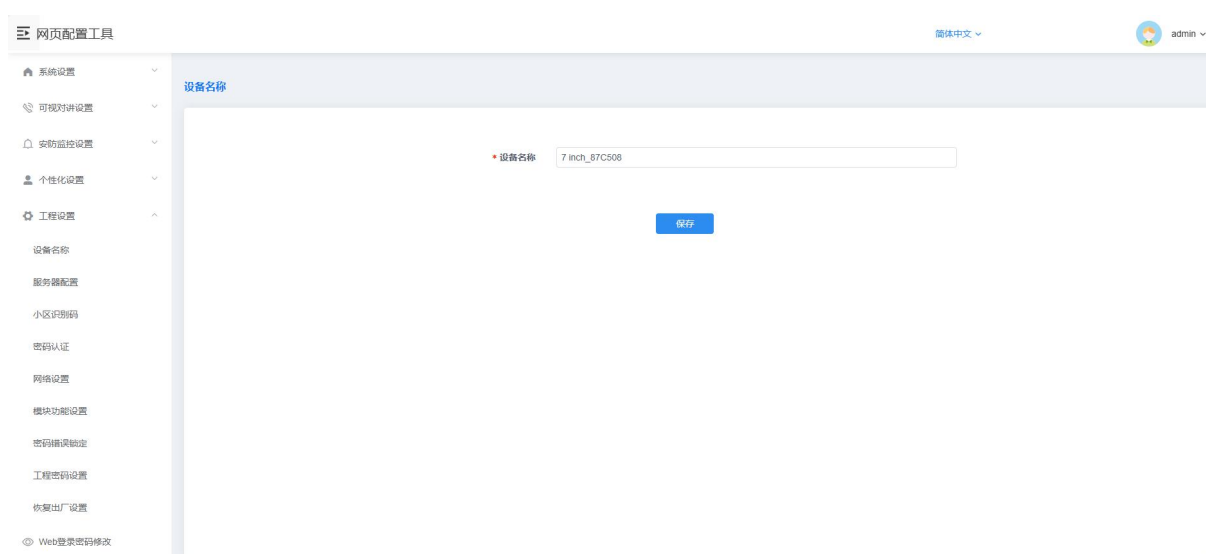 网页配置工具
简体中文
admin
系统设置
可视对讲设置
安防监控设置
个性化设置
工程设置
设备名称
服务器配置
小区识别码
密码认证
网络设置
模块功能设置
密码错误锁定
工程密码设置
恢复出厂设置
Web登录密码修改
设备名称
* 设备名称 7 inch_87C508
保存